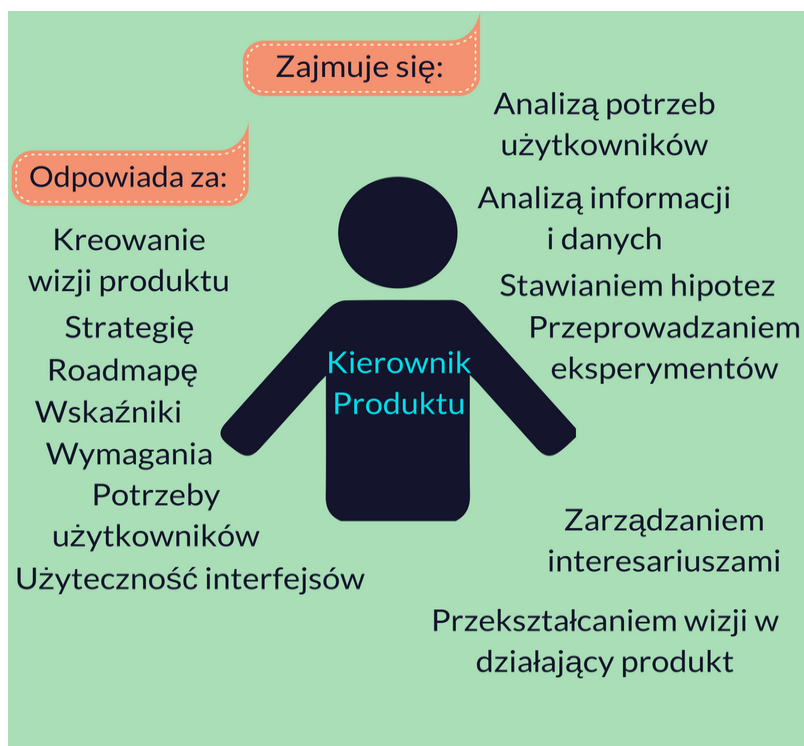 Zajmuje się:
Analizą potrzeb
użytkowników
Analizą informacji
i danych
Stawianiem hipotez
Przeprowadzaniem
eksperymentów
Zarządzaniem
interesariuszami
Przekształcaniem wizji w
działający produkt
Odpowiada za:
Kreowanie
wizji produktu
Strategię
Roadmapę
Wskaźniki
Wymagania
Potrzeby
użytkowników
Użyteczność interfejsów
Kierownik
Produktu